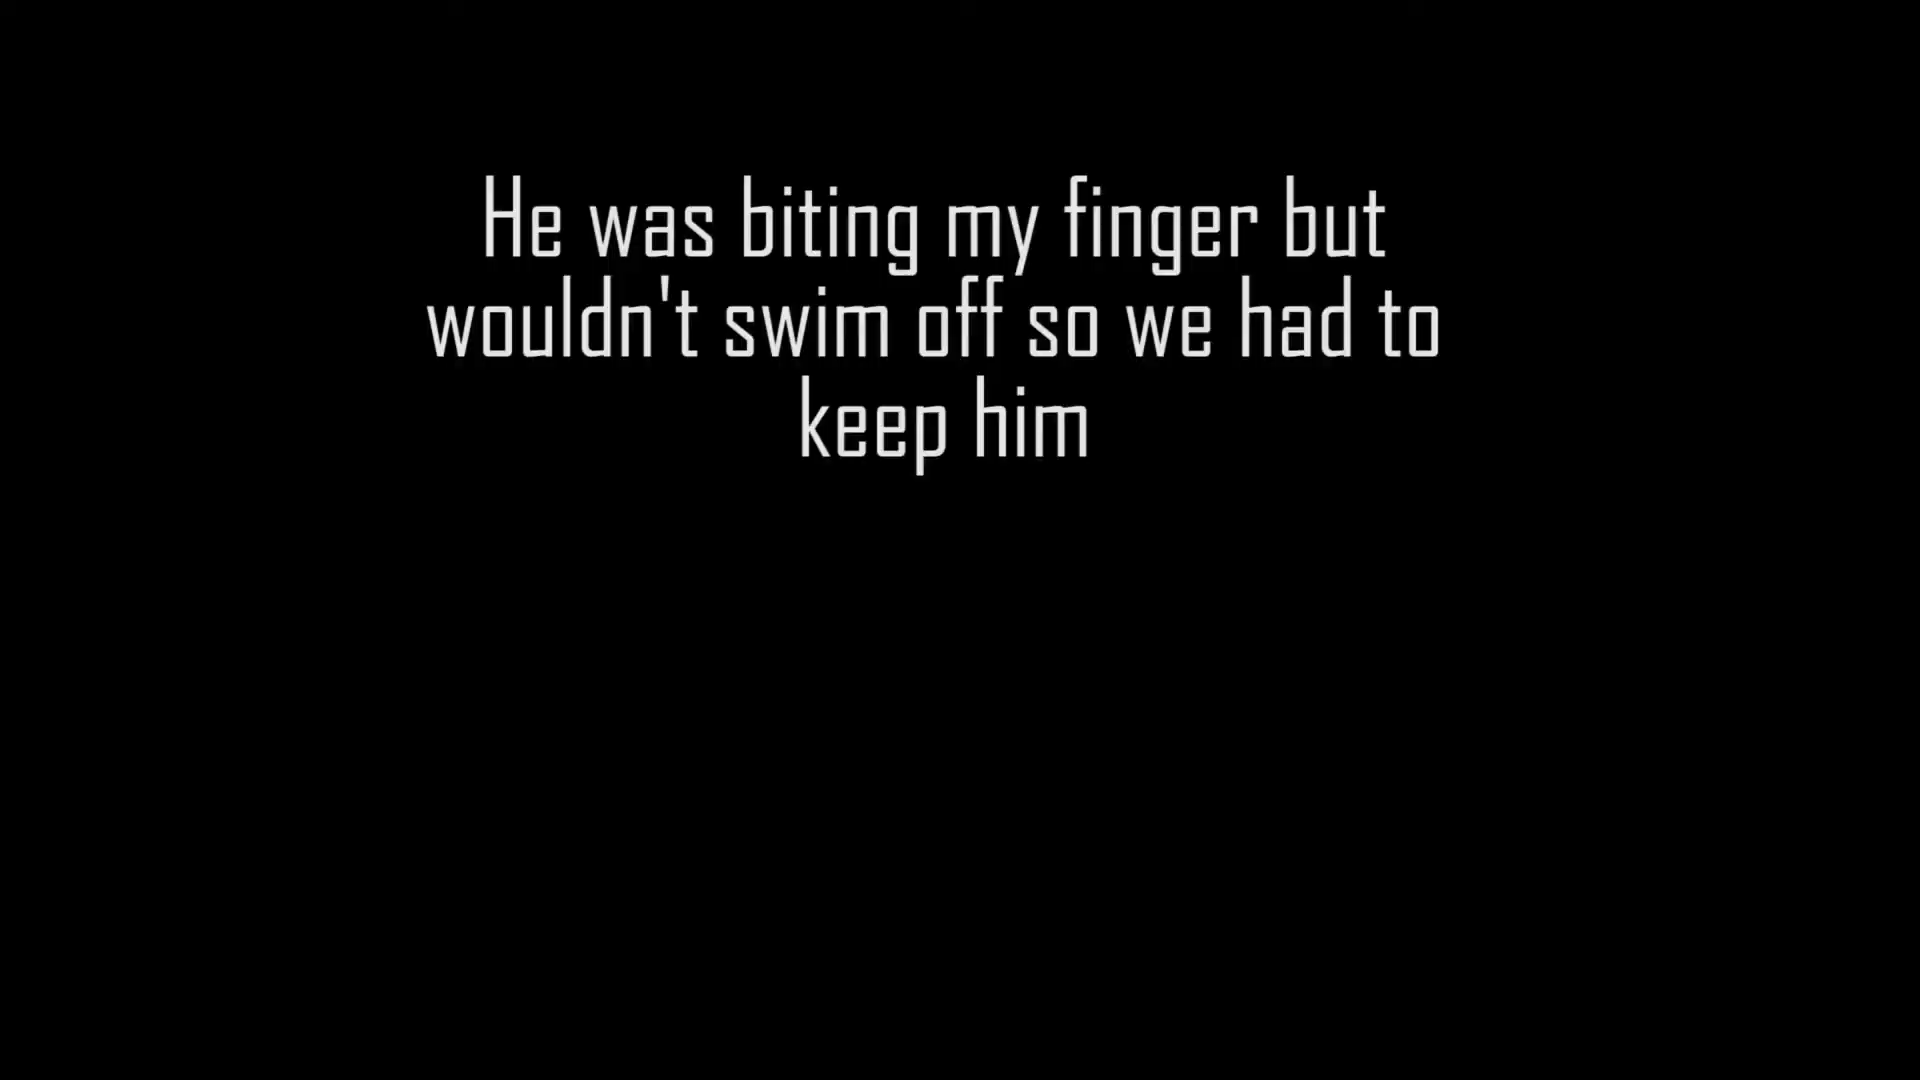 He was biting my finger but
wouldn't swim off so we had to
keep him